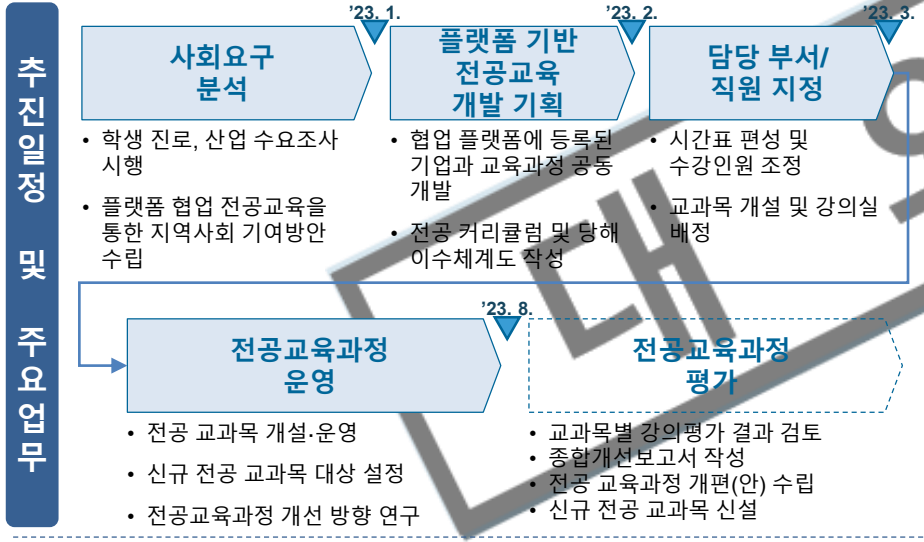 추진일정 및 주요업무
’23. 1.
’23. 2.
’23. 3.
사회요구
분석
플랫폼 기반
전공교육
개발 기획
담당 부서/
직원 지정
• 학생 진로, 산업 수요조사
시행
• 플랫폼 협업 전공교육을
통한 지역사회 기여방안
수립
• 협업 플랫폼에 등록된
기업과 교육과정 공동
개발
• 전공 커리큘럼 및 당해
이수체계도 작성
• 시간표 편성 및
수강인원 조정
• 교과목 개설 및 강의실
배정
’23. 8.
전공교육과정
운영
전공교육과정
평가
• 전공 교과목 개설·운영
• 신규 전공 교과목 대상 설정
• 전공교육과정 개선 방향 연구
• 교과목별 강의평가 결과 검토
• 종합개선보고서 작성
• 전공 교육과정 개편(안) 수립
• 신규 전공 교과목 신설
대